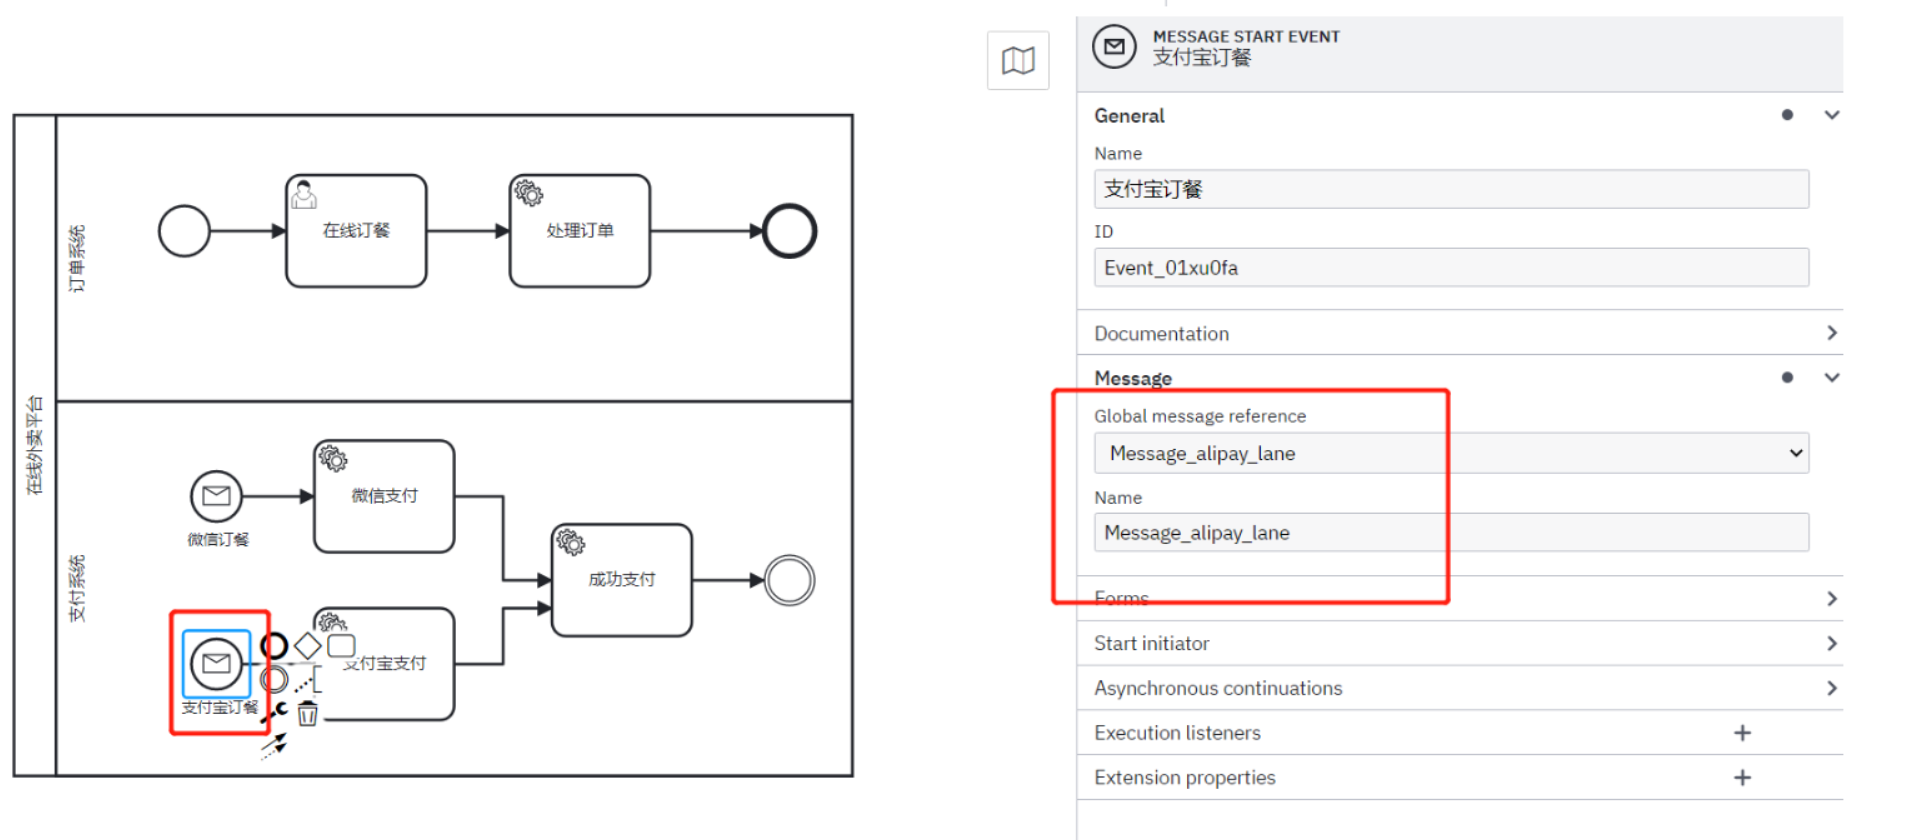 在线外卖平台
订单系统
在线订餐
处理订单
支付系统
微信订餐
微信支付
成功支付
支付宝订餐
支付宝支付
MESSAGE START EVENT
支付宝订餐
General
Name
支付宝订餐
ID
Event_01xu0fa
Documentation
Message
Global message reference
Message_alipay_lane
Name
Message_alipay_lane
Forms
Start initiator
Asynchronous continuations
Execution listeners
Extension properties